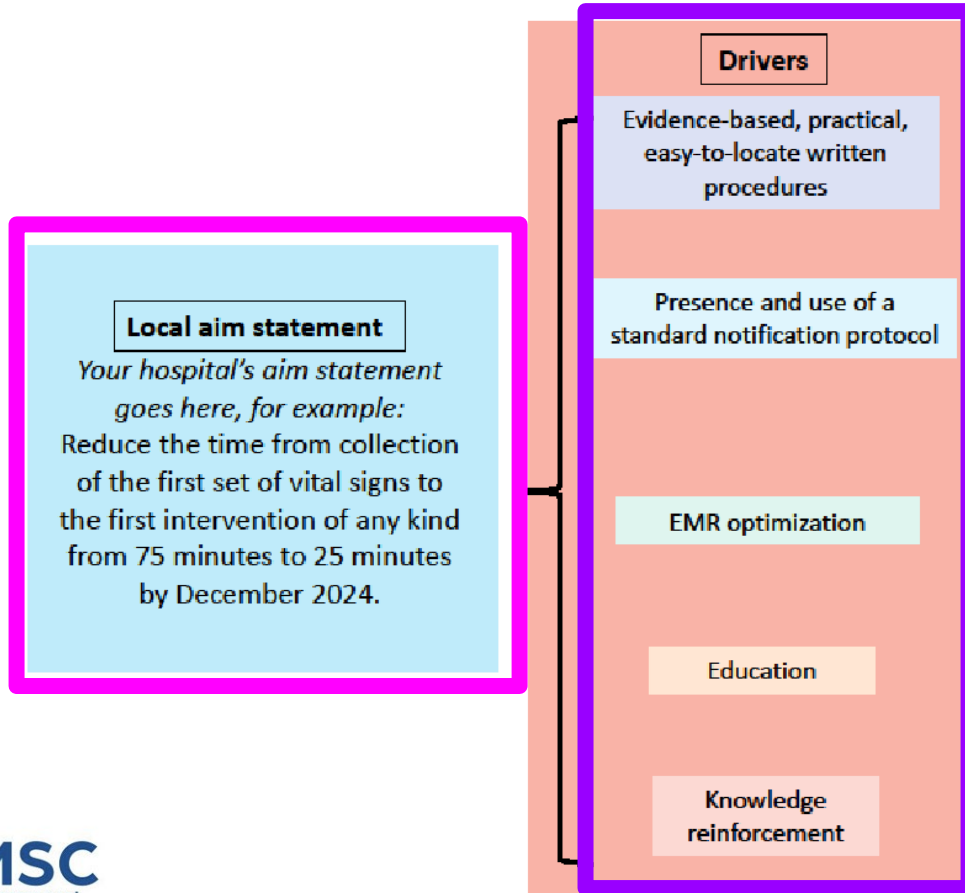 Drivers
Evidence-based, practical,
easy-to-locate written
procedures
Presence and use of a
standard notification protocol
Local aim statement
Your hospital's aim statement
goes here, for example:
Reduce the time from collection
of the first set of vital signs to
the first intervention of any kind
from 75 minutes to 25 minutes
by December 2024.
EMR optimization
Education
Knowledge
reinforcement